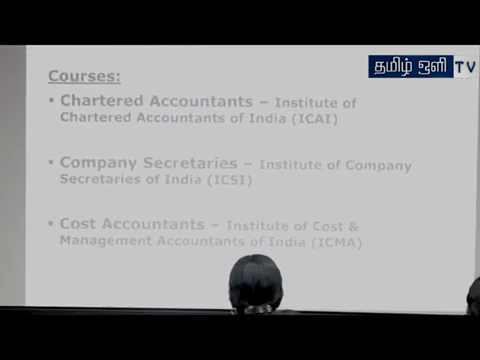 தமிழ் ஒளி TV
Courses:
▪ Chartered Accountants – Institute of
Chartered Accountants of India (ICAI)
▪ Company Secretaries – Institute of Company
Secretaries of India (ICSI)
▪ Cost Accountants – Institute of Cost &
Management Accountants of India (ICMA)